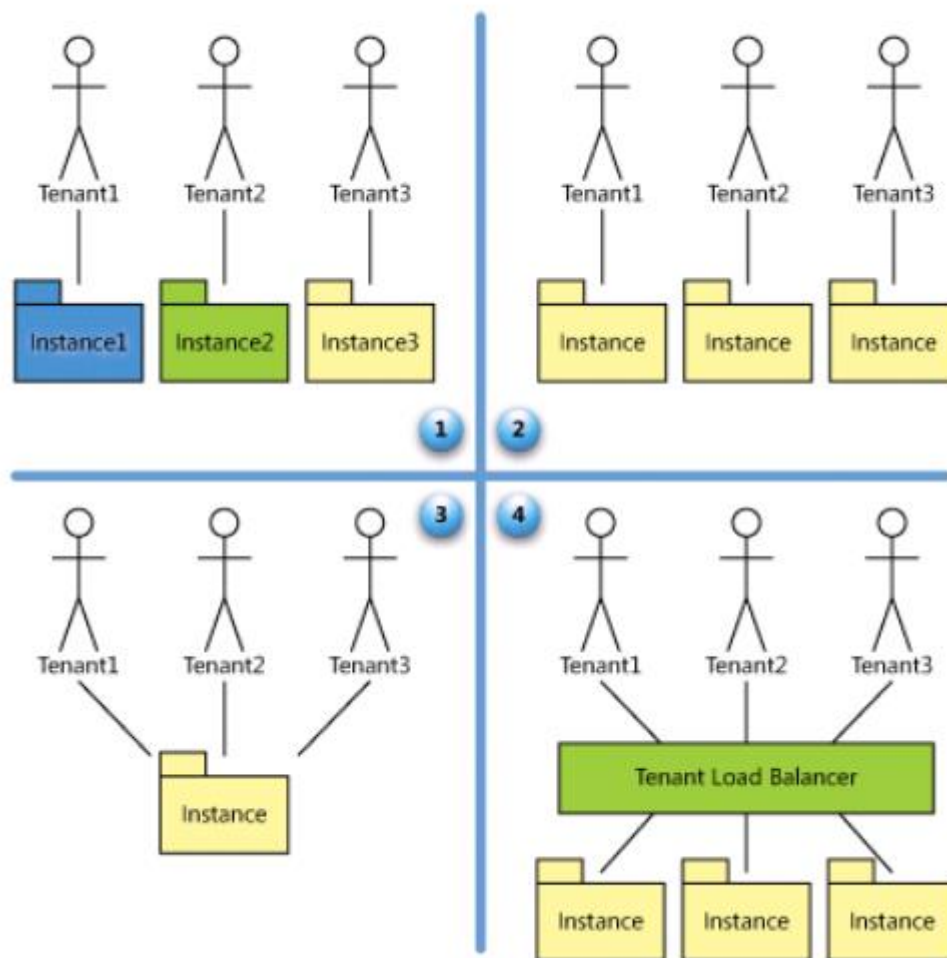 Tenant1 Tenant2 Tenant3
Instance1 Instance2 Instance3
1
Tenant1 Tenant2 Tenant3
Instance Instance Instance
2
3
Tenant1 Tenant2 Tenant3
Instance
4
Tenant1 Tenant2 Tenant3
Tenant Load Balancer
Instance Instance Instance